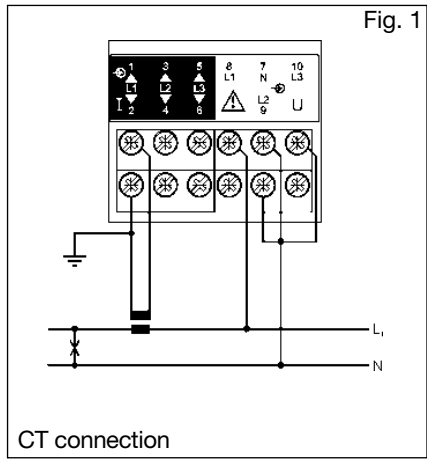 Fig. 1
1 3 5 8 7 10
L1 N L3
L1 L2 L3
I L2 U
2 4 6 9
L1
N
CT connection